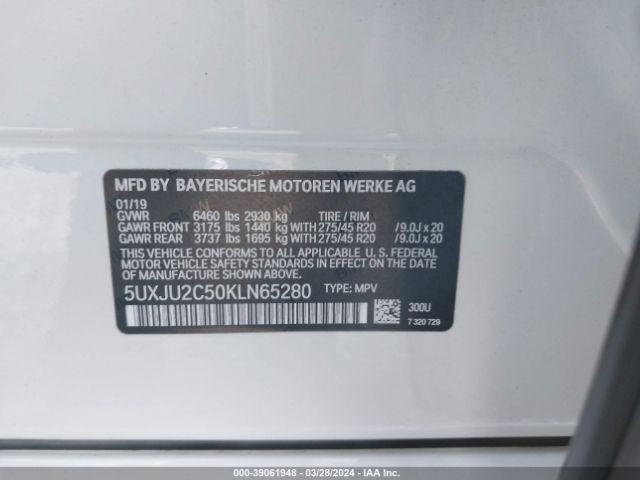 MFD BY BAYERISCHE MOTOREN WERKE AG
01/19
GVWR 6460 lbs 2930 kg TIRE / RIM
GAWR FRONT 3175 lbs 1440 kg WITH 275/45 R20 /9.0J x 20
GAWR REAR 3737 lbs 1695 kg WITH 275/45 R20 /9.0J x 20
THIS VEHICLE CONFORMS TO ALL APPLICABLE U. S. FEDERAL
MOTOR VEHICLE SAFETY STANDARDS IN EFFECT ON THE DATE OF
MANUFACTURE SHOWN ABOVE.
5UXJU2C50KLN65280 TYPE: MPV
300U
7 320 729
000-39061948 | 03/28/2024 | IAA Inc.